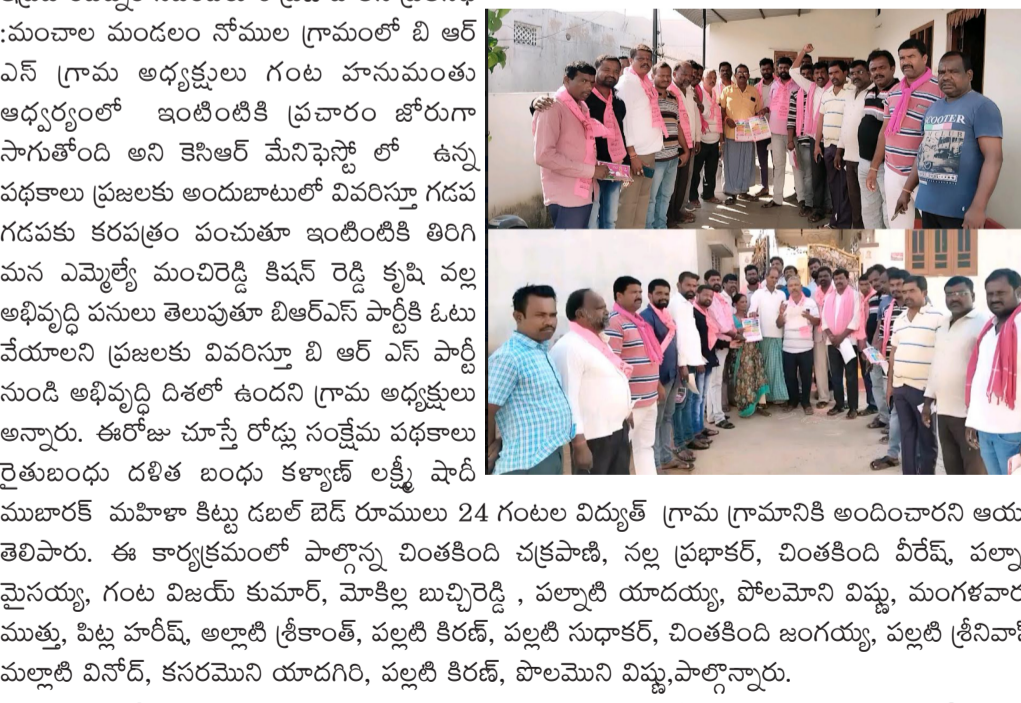 :మంచాల మండలం నోముల గ్రామంలో బి ఆర్
ఎస్ గ్రామ అధ్యక్షులు గంట హనుమంతు
ఆధ్వర్యంలో ఇంటింటికి ప్రచారం జోరుగా
సాగుతోంది అని కెసిఆర్ మేనిఫెస్టో లో ఉన్న
పథకాలు ప్రజలకు అందుబాటులో వివరిస్తూ గడప
గడపకు కరపత్రం పంచుతూ ఇంటింటికి తిరిగి
మన ఎమ్మెల్యే మంచిరెడ్డి కిషన్ రెడ్డి కృషి వల్ల
అభివృద్ధి పనులు తెలుపుతూ బిఆర్ఎస్ పార్టీకి ఓటు
వేయాలని ప్రజలకు వివరిస్తూ బి ఆర్ ఎస్ పార్టీ
నుండి అభివృద్ధి దిశలో ఉందని గ్రామ అధ్యక్షులు
అన్నారు. ఈరోజు చూస్తే రోడ్లు సంక్షేమ పథకాలు
రైతుబంధు దళిత బంధు కళ్యాణ్ లక్ష్మీ షాదీ
ముబారక్ మహిళా కిట్టు డబల్ బెడ్ రూములు 24 గంటల విద్యుత్ గ్రామ గ్రామానికి అందించారని ఆయ
తెలిపారు. ఈ కార్యక్రమంలో పాల్గొన్న చింతకింది చక్రపాణి, నల్ల ప్రభాకర్, చింతకింది వీరేష్, పల్నా
మైసయ్య, గంట విజయ్ కుమార్, మోకిల్ల బుచ్చిరెడ్డి , పల్నాటి యాదయ్య, పోలమోని విష్ణు, మంగళవార
ముత్తు, పిట్ల హరీష్, అల్లాటి శ్రీకాంత్, పల్లటి కిరణ్, పల్లటి సుధాకర్, చింతకింది జంగయ్య, పల్లటి శ్రీనివాస్
మల్లాటి వినోద్, కసరమొని యాదగిరి, పల్లటి కిరణ్, పొలమొని విష్ణు,పాల్గొన్నారు.
SCOOTER